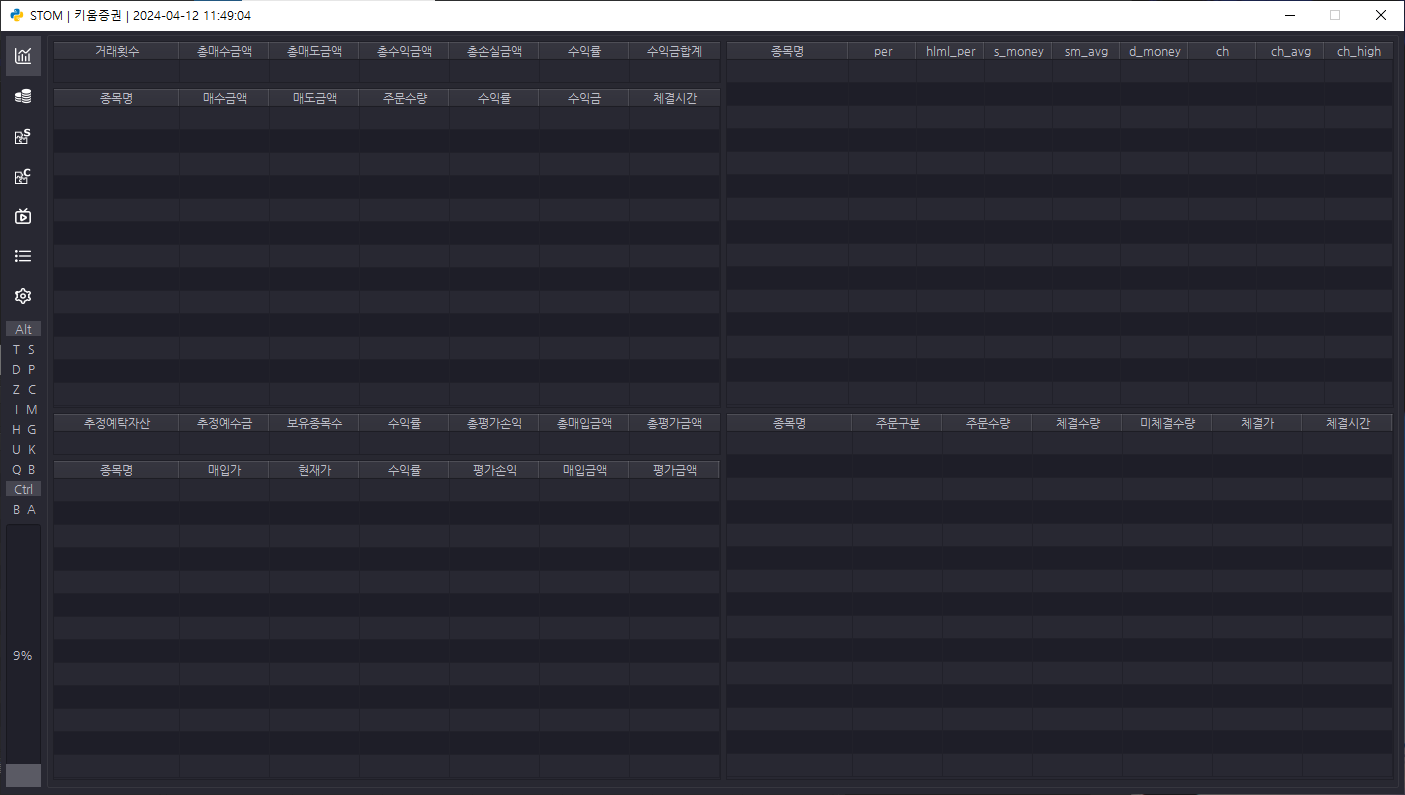 STOM | 키움증권 | 2024-04-12 11:49:04
거래횟수 총매수금액 총매도금액 총수익금액 총손실금액 수익률 수익금합계
종목명 매수금액 매도금액 주문수량 수익률 수익금 체결시간
종목명 per hlml_per s_money sm_avg d_money ch ch_avg ch_high
추정예탁자산 추정예수금 보유종목수 수익률 총평가손익 총매입금액 총평가금액
종목명 매입가 현재가 수익률 평가손익 매입금액 평가금액
종목명 주문구분 주문수량 체결수량 미체결수량 체결가 체결시간
S
C
Alt
T S
D P
Z C
I M
H G
U K
Q B
Ctrl
B A
9%